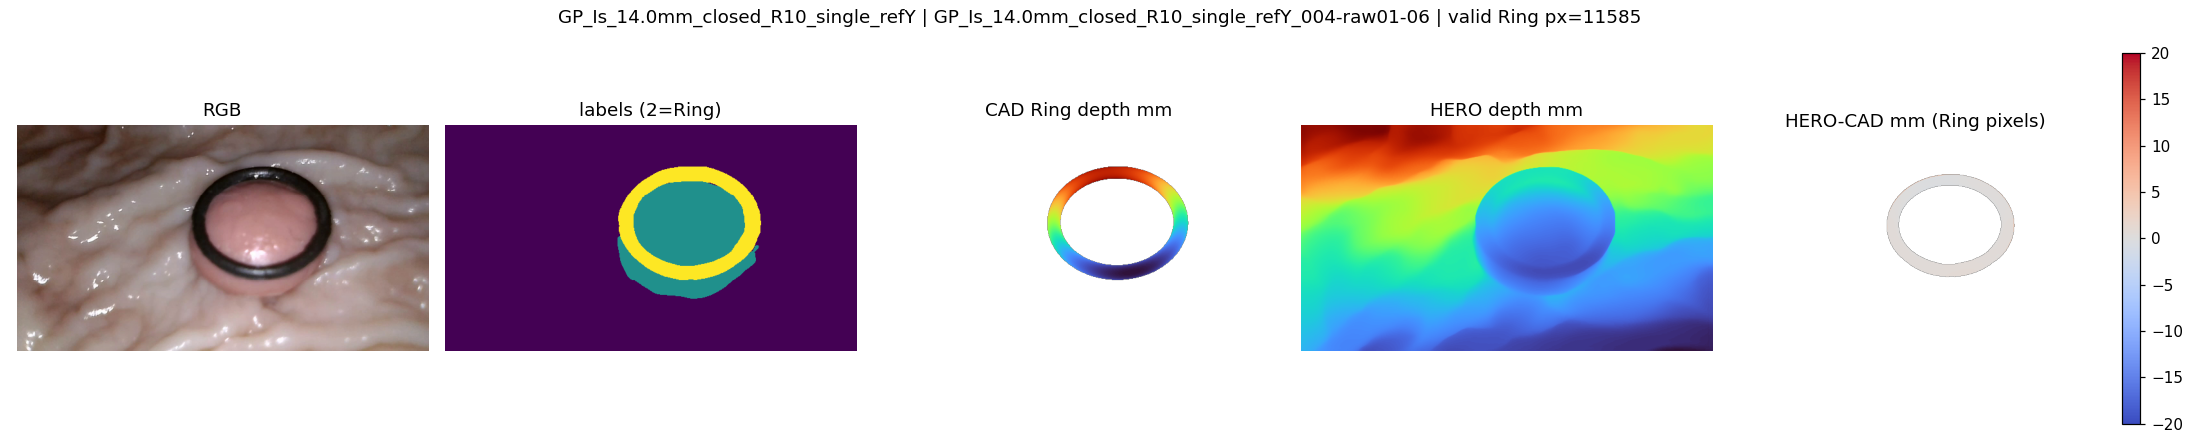 GP_Is_14.0mm_closed_R10_single_refY | GP_Is_14.0mm_closed_R10_single_refY_004-raw01-06 | valid Ring px=11585
RGB
labels (2=Ring)
CAD Ring depth mm
HERO depth mm
HERO-CAD mm (Ring pixels)
20
15
10
5
0
−5
−10
−15
−20